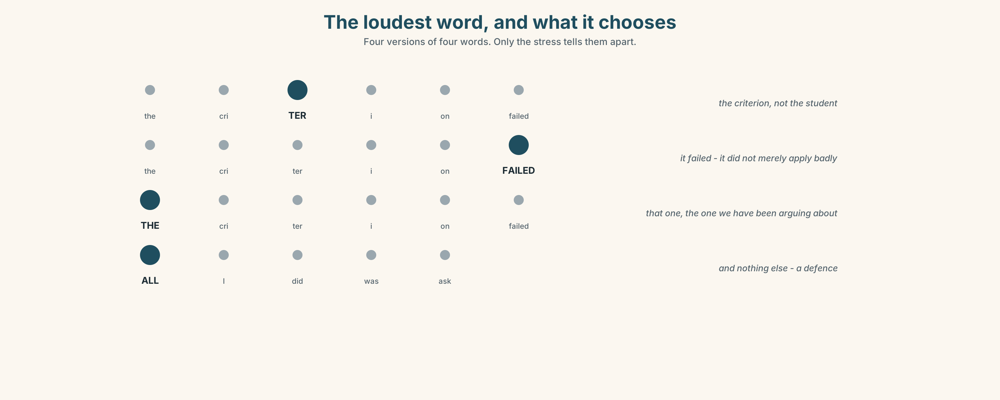 The loudest word, and what it chooses
Four versions of four words. Only the stress tells them apart.
the criterion, not the student
the cri TER i on failed
it failed - it did not merely apply badly
the cri ter i on FAILED
that one, the one we have been arguing about
THE cri ter i on failed
and nothing else - a defence
ALL I did was ask